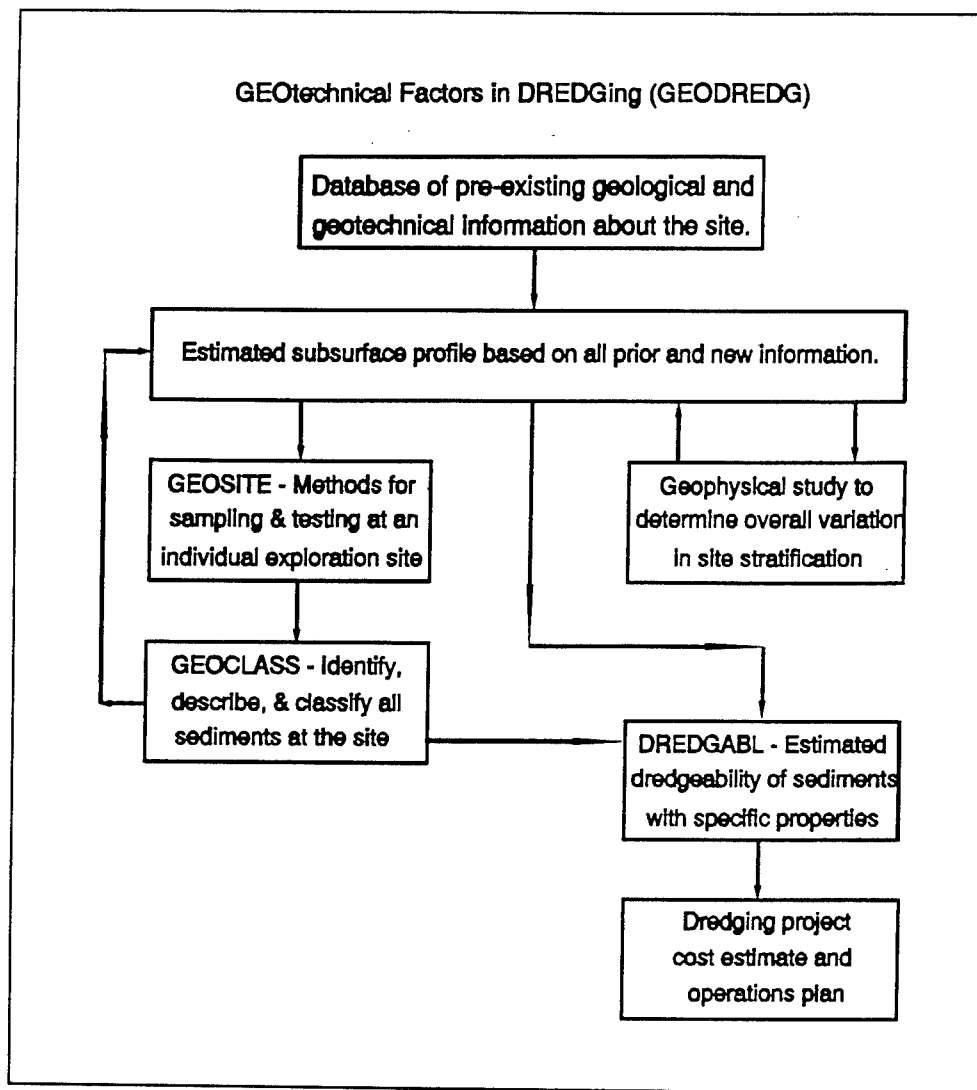 GEOtechnical Factors in DREDGing (GEODREDG)
Database of pre-existing geological and
geotechnical information about the site.
Estimated subsurface profile based on all prior and new information.
GEOSITE - Methods for
sampling & testing at an
individual exploration site
Geophysical study to
determine overall variation
in site stratification
GEOCLASS - Identify,
describe, & classify all
sediments at the site
DREDGABL - Estimated
dredgeability of sediments
with specific properties
Dredging project
cost estimate and
operations plan